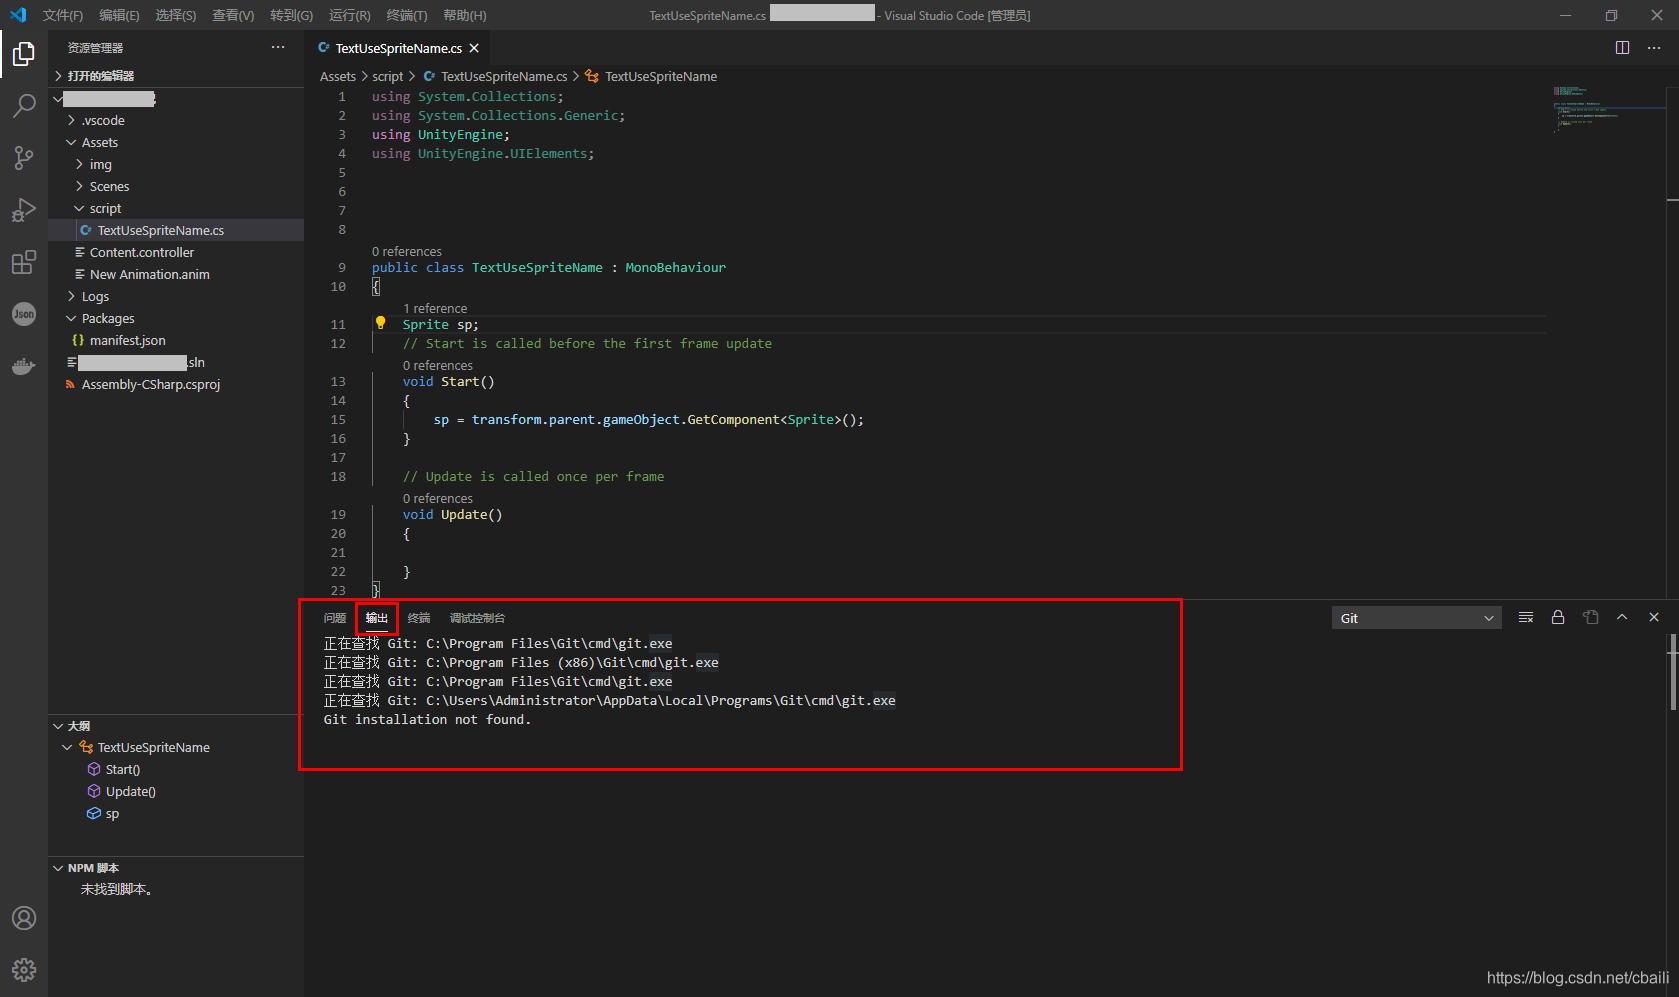 文件(F) 编辑(E) 选择(S) 查看(V) 转到(G) 运行(R) 终端(T) 帮助(H) TextUseSpriteName.cs - Visual Studio Code [管理员]
资源管理器
打开的编辑器
.vscode
Assets
img
Scenes
script
TextUseSpriteName.cs
Content.controller
New Animation.anim
Logs
Packages
manifest.json
.sln
Assembly-CSharp.csproj
大纲
TextUseSpriteName
Start()
Update()
sp
NPM 脚本
未找到脚本。
Json
TextUseSpriteName.cs
Assets > script > TextUseSpriteName.cs > TextUseSpriteName
1 using System.Collections;
2 using System.Collections.Generic;
3 using UnityEngine;
4 using UnityEngine.UIElements;
5
6
7
8
0 references
9 public class TextUseSpriteName : MonoBehaviour
10 {
1 reference
11 Sprite sp;
12 // Start is called before the first frame update
0 references
13 void Start()
14 {
15 sp = transform.parent.gameObject.GetComponent<Sprite>();
16 }
17
18 // Update is called once per frame
0 references
19 void Update()
20 {
21
22 }
23 }
问题 输出 终端 调试控制台 Git
正在查找 Git: C:\Program Files\Git\cmd\git.exe
正在查找 Git: C:\Program Files (x86)\Git\cmd\git.exe
正在查找 Git: C:\Program Files\Git\cmd\git.exe
正在查找 Git: C:\Users\Administrator\AppData\Local\Programs\Git\cmd\git.exe
Git installation not found.
https://blog.csdn.net/cbaili